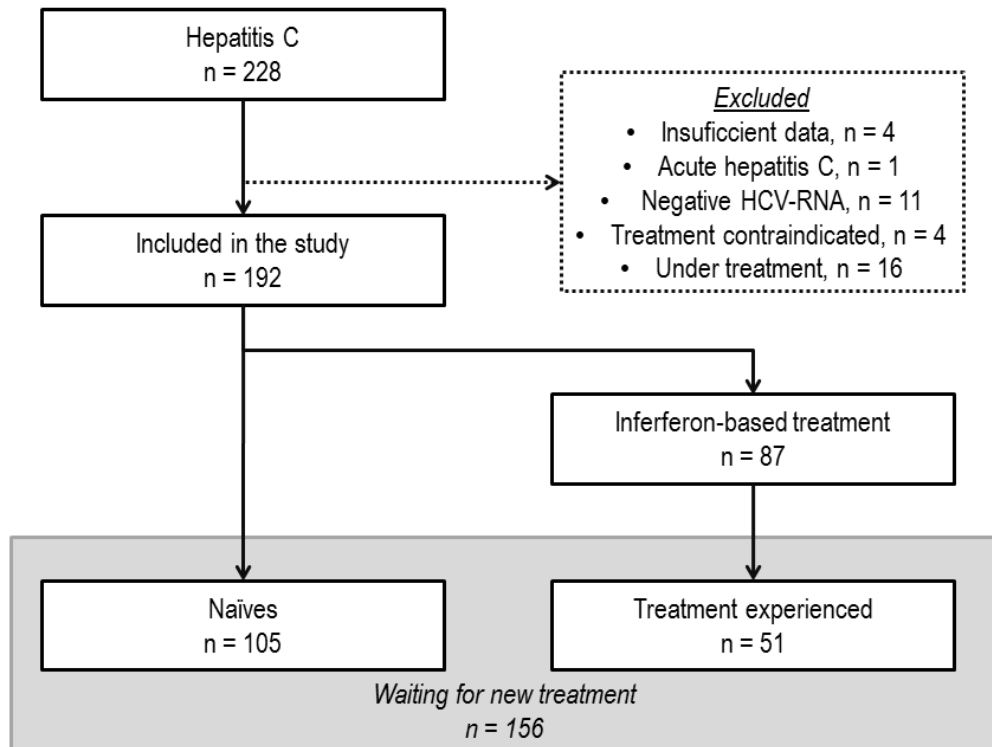 Hepatitis C
n = 228
Excluded
• Insuficcient data, n = 4
• Acute hepatitis C, n = 1
• Negative HCV-RNA, n = 11
• Treatment contraindicated, n = 4
• Under treatment, n = 16
Included in the study
n = 192
Inferferon-based treatment
n = 87
Naïves
n = 105
Treatment experienced
n = 51
Waiting for new treatment
n = 156